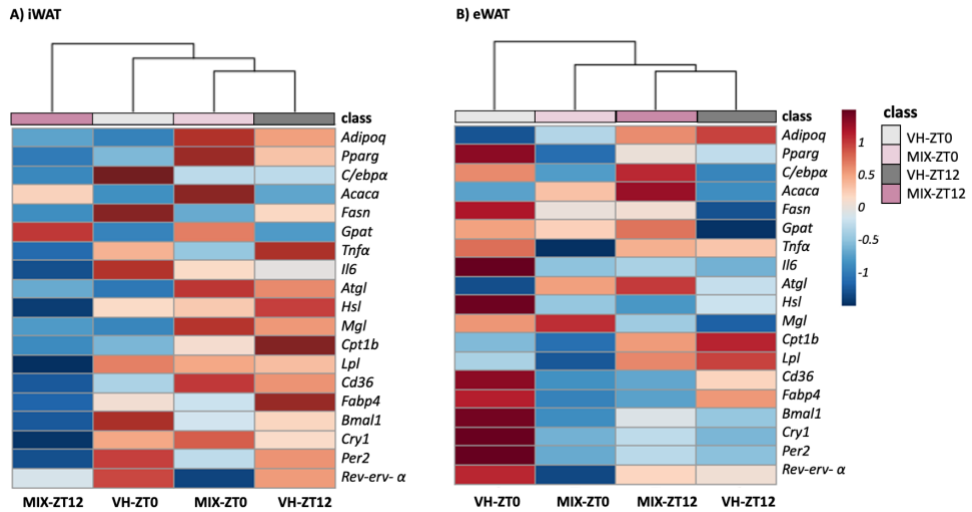 A) iWAT
class
Adipoq
Pparg
C/ebpα
Acaca
Fasn
Gpat
Tnfα
Il6
Atgl
Hsl
Mgl
Cpt1b
Lpl
Cd36
Fabp4
Bmal1
Cry1
Per2
Rev-erv- α
MIX-ZT12 VH-ZT0 MIX-ZT0 VH-ZT12
B) eWAT
class
Adipoq
Pparg
C/ebpα
Acaca
Fasn
Gpat
Tnfα
Il6
Atgl
Hsl
Mgl
Cpt1b
Lpl
Cd36
Fabp4
Bmal1
Cry1
Per2
Rev-erv- α
VH-ZT0 MIX-ZT0 MIX-ZT12 VH-ZT12
1
0.5
0
-0.5
-1
class
VH-ZT0
MIX-ZT0
VH-ZT12
MIX-ZT12